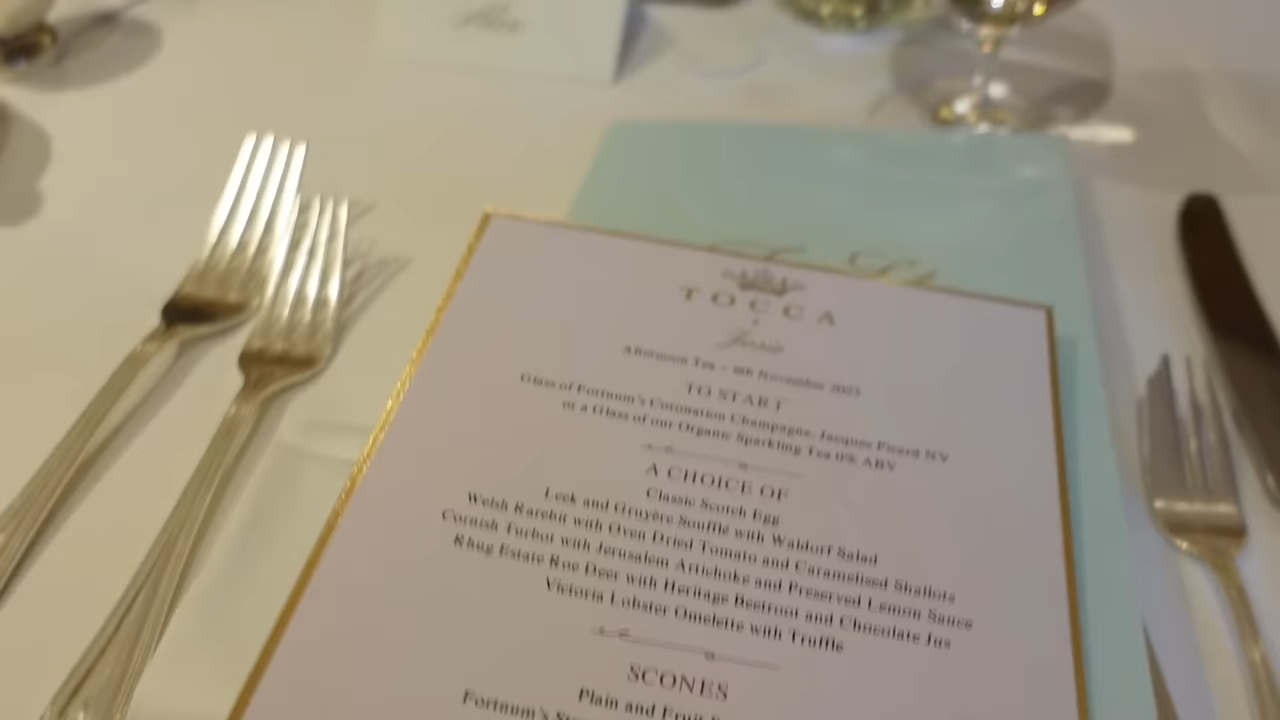 TOCCA
Afternoon Tea – 6th November 2023
TO START
Glass of Fortnum's Coronation Champagne, Jacques Picard NV
or a Glass of our Organic Sparkling Tea 0% ABV
A CHOICE OF
Classic Scotch Egg
Leek and Gruyère Soufflé with Waldorf Salad
Welsh Rarebit with Oven Dried Tomato and Caramelised Shallots
Cornish Turbot with Jerusalem Artichoke and Preserved Lemon Sauce
Rhug Estate Roe Deer with Heritage Beetroot and Chocolate Jus
Victoria Lobster Omelette with Truffle
SCONES
Plain and Fruit
Fortnum's